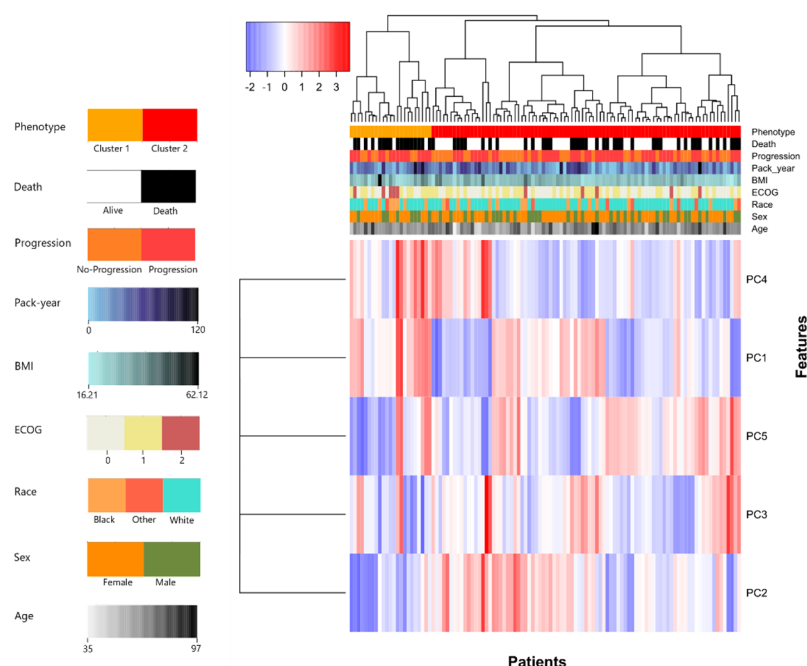 -2 -1 0 1 2 3
Phenotype
Cluster 1 Cluster 2
Death
Alive Death
Progression
No-Progression Progression
Pack-year
0 120
BMI
16.21 62.12
ECOG
0 1 2
Race
Black Other White
Sex
Female Male
Age
35 97
Phenotype
Death
Progression
Pack_year
BMI
ECOG
Race
Sex
Age
PC4
PC1
PC5
PC3
PC2
Features
Patients